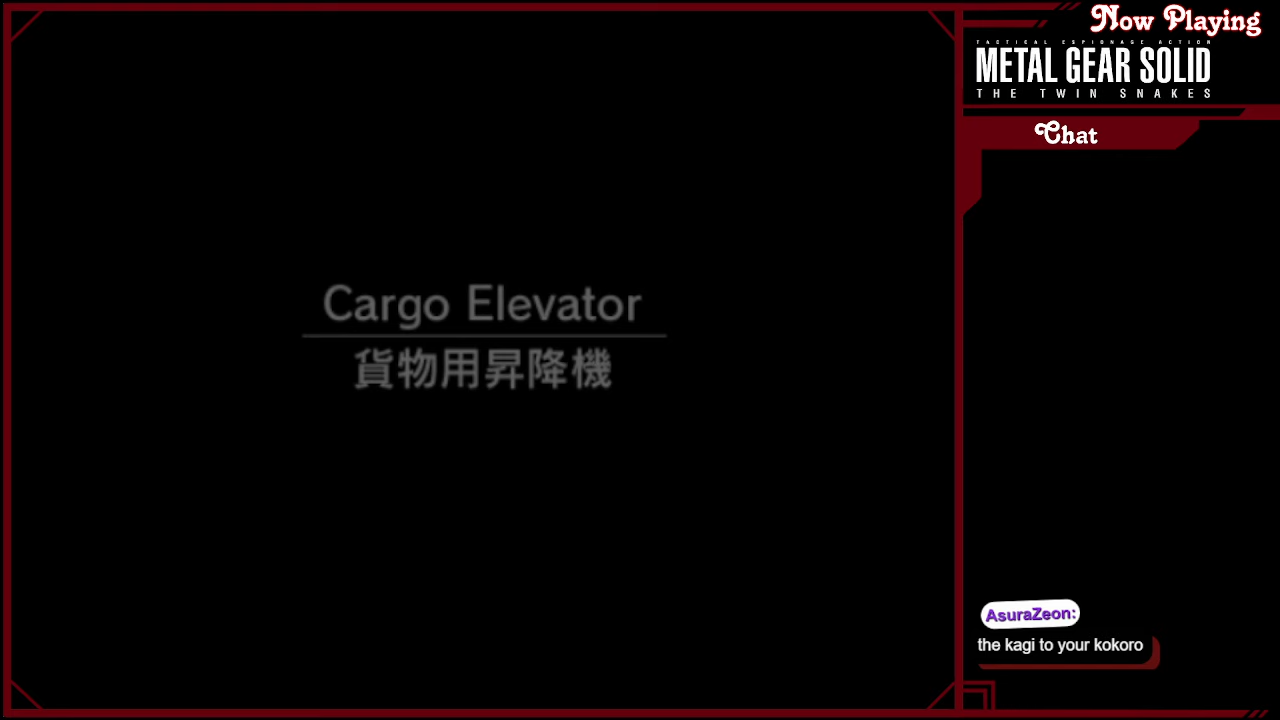 Cargo Elevator
貨物用昇降機
Now Playing
TACTICAL ESPIONAGE ACTION
METAL GEAR SOLID
THE TWIN SNAKES
Chat
AsuraZeon:
the kagi to your kokoro